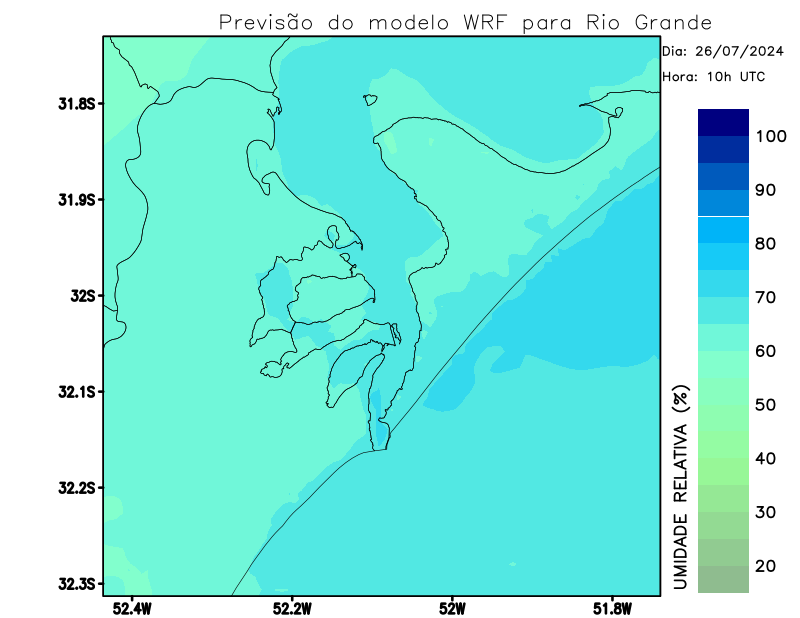 Previsão do modelo WRF para Rio Grande
Dia: 26/07/2024
Hora: 10h UTC
31.8S
31.9S
32S
32.1S
32.2S
32.3S
52.4W
52.2W
52W
51.8W
UMIDADE RELATIVA (%)
100
90
80
70
60
50
40
30
20